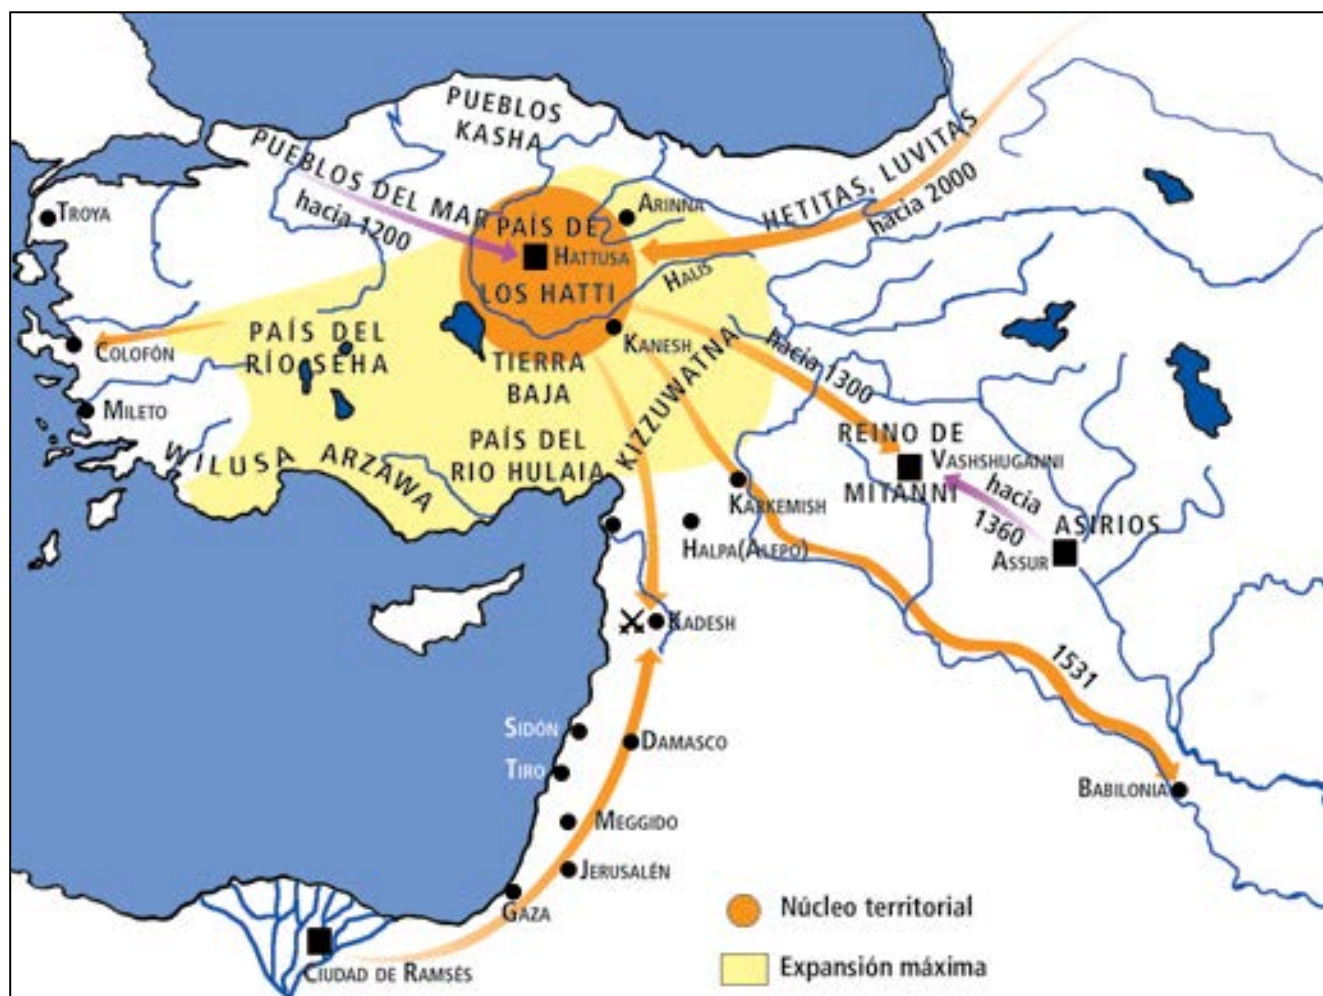 PUEBLOS
KASHA
PUEBLOS DEL MAR
hacia 1200
HETITAS, LUVITAS
hacia 2000
TROYA
ARINNA
PAÍS DE
HATTUSA
LOS HATTI
HALIS
PAÍS DEL
RÍO SEHA
COLOFÓN
KANESH
TIERRA
BAJA
hacia 1300
MILETO
KIZZUWATNA
PAÍS DEL
RIO HULAIA
WILUSA
ARZAWA
REINO DE
VASHSHUGANNI
MITANNI
hacia
1360
KARKEMISH
HALPA(ALEPO)
ASIRIOS
ASSUR
KADESH
1531
SIDÓN
DAMASCO
TIRO
BABILONIA
MEGGIDO
JERUSALÉN
GAZA
CIUDAD DE RAMSÉS
Núcleo territorial
Expansión máxima